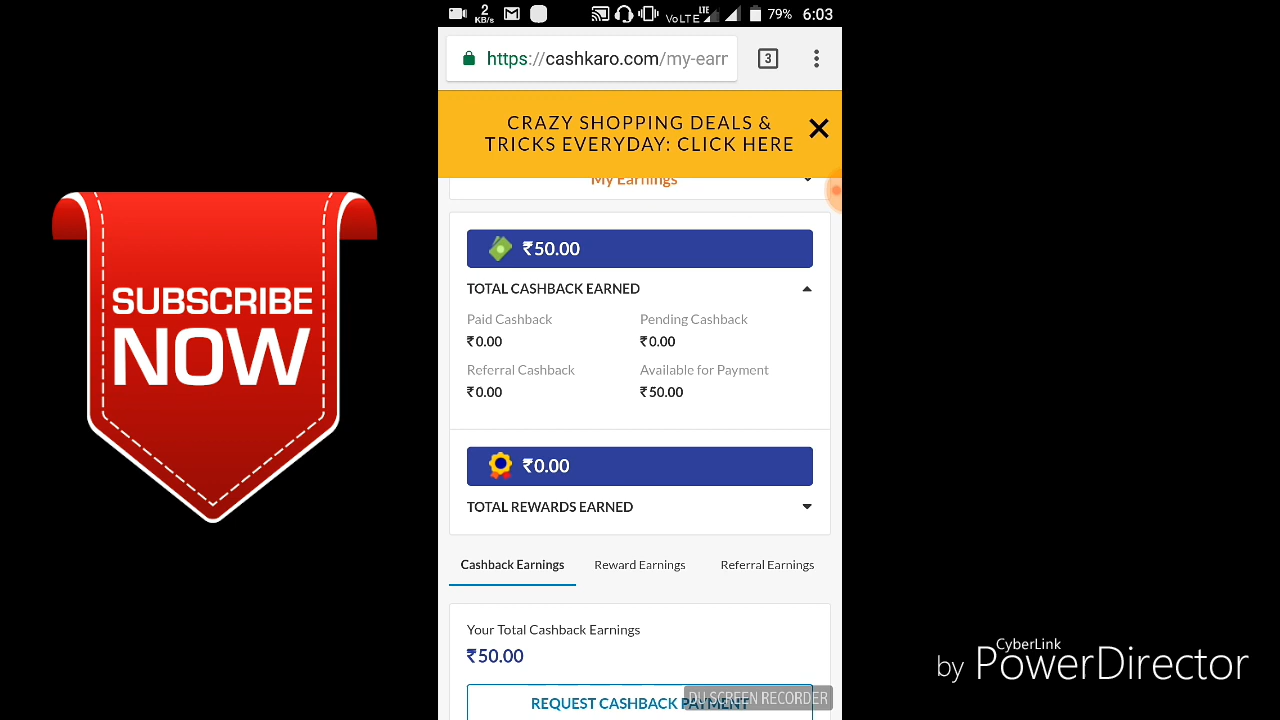 2
KB/s
VoLTE
LTE
79%
6:03
https://cashkaro.com/my-earr
3
CRAZY SHOPPING DEALS &
TRICKS EVERYDAY: CLICK HERE
My Earnings
₹50.00
TOTAL CASHBACK EARNED
Paid Cashback
Pending Cashback
₹0.00
₹0.00
Referral Cashback
Available for Payment
₹0.00
₹50.00
₹0.00
TOTAL REWARDS EARNED
Cashback Earnings
Reward Earnings
Referral Earnings
Your Total Cashback Earnings
₹50.00
REQUEST CASHBACK PAYMENT
DU SCREEN RECORDER
SUBSCRIBE
NOW
CyberLink
by PowerDirector